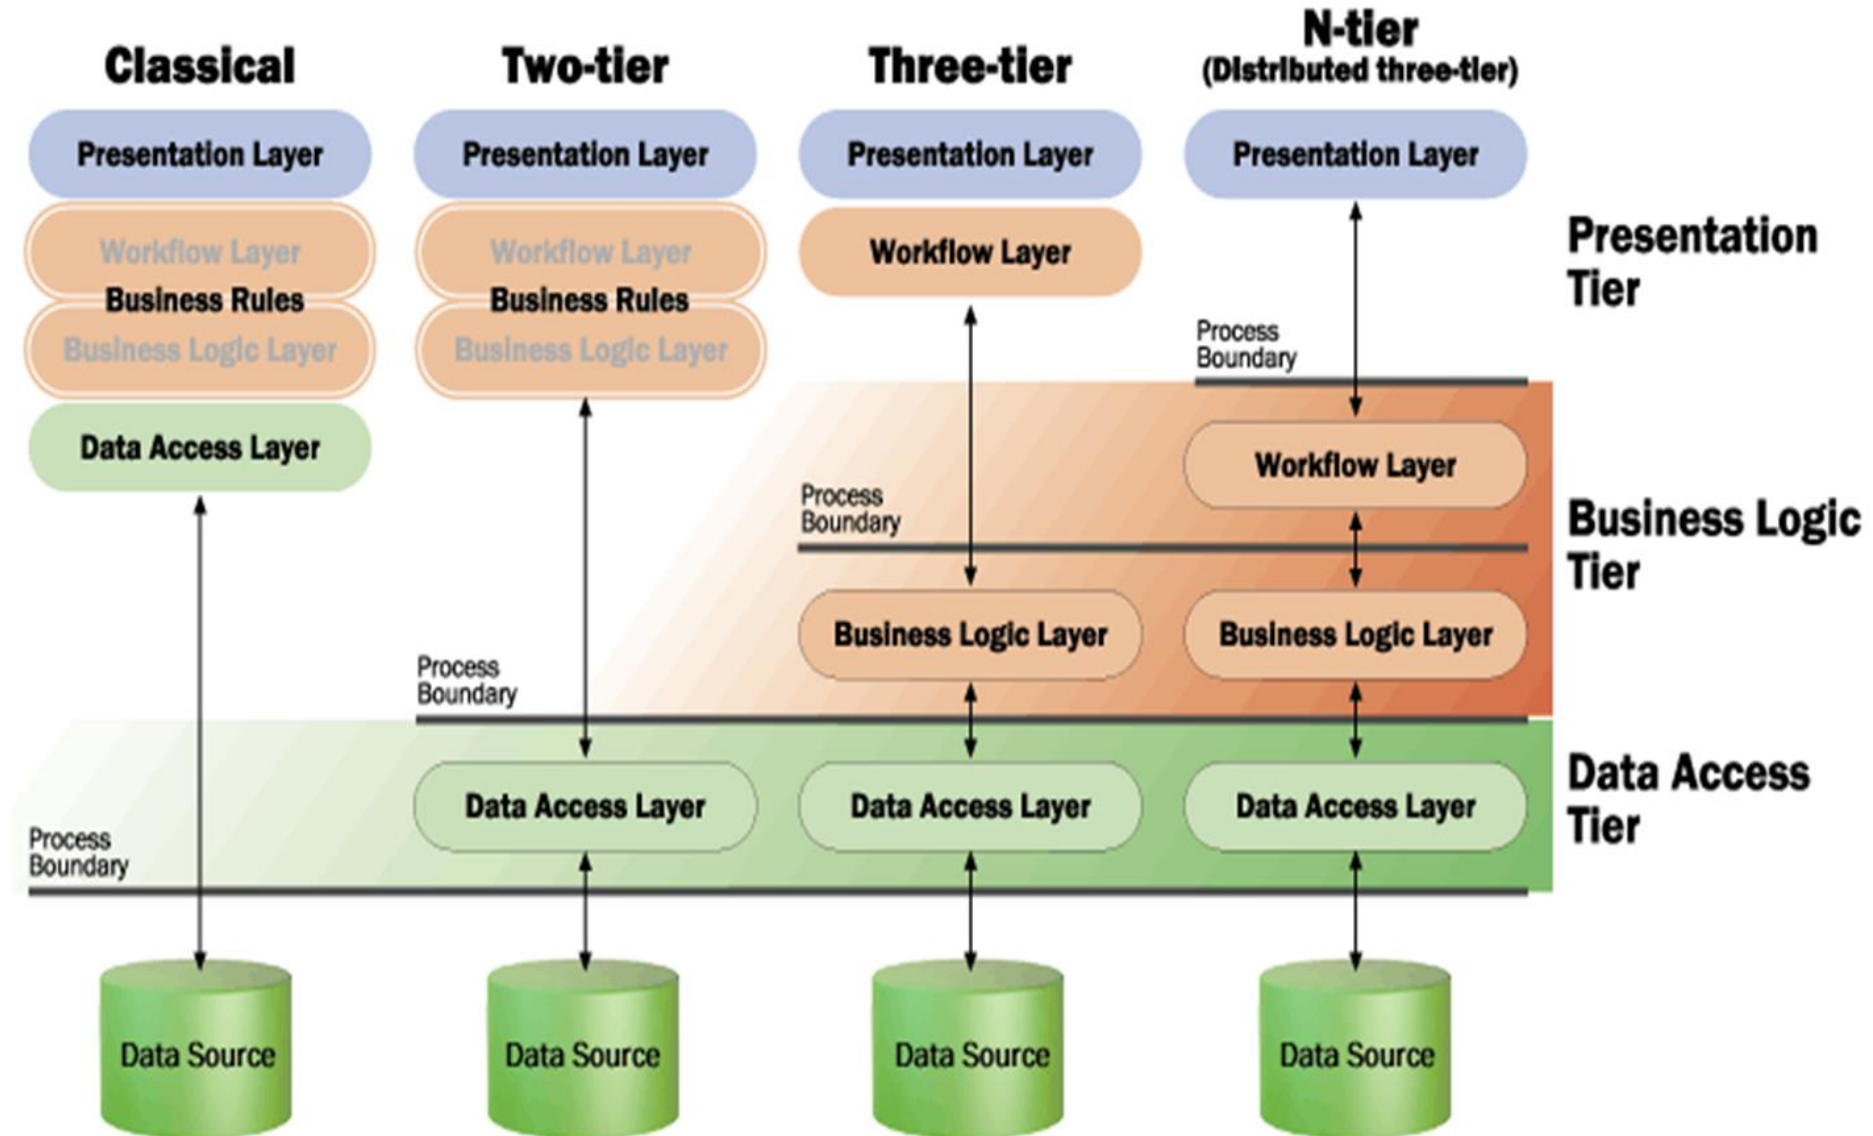 Classical
Two-tier
Three-tier
N-tier
(Distributed three-tier)
Presentation Layer
Presentation Layer
Presentation Layer
Presentation Layer
Workflow Layer
Business Rules
Business Logic Layer
Workflow Layer
Business Rules
Business Logic Layer
Workflow Layer
Presentation
Tier
Process
Boundary
Data Access Layer
Workflow Layer
Process
Boundary
Business Logic
Tier
Business Logic Layer
Business Logic Layer
Process
Boundary
Data Access Layer
Data Access Layer
Data Access Layer
Data Access
Tier
Process
Boundary
Data Source
Data Source
Data Source
Data Source